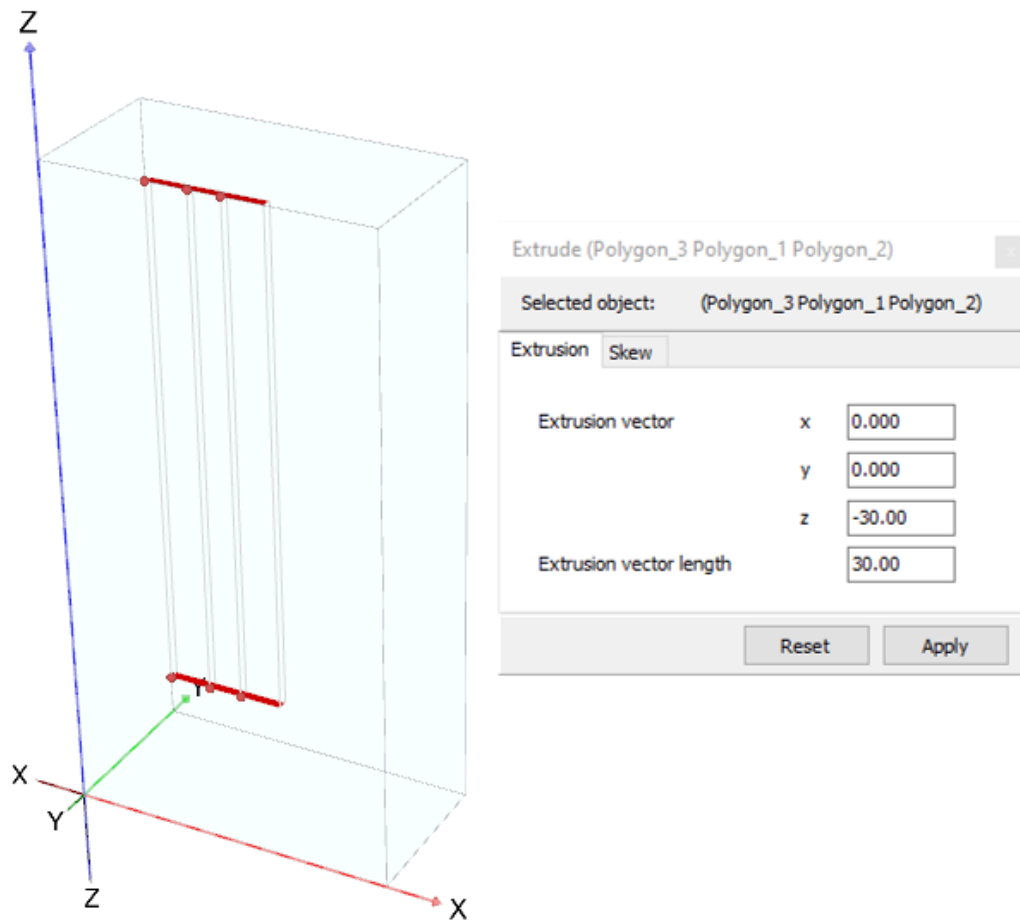 Z
X
Y
Z
Y
X
Extrude (Polygon_3 Polygon_1 Polygon_2)
x
Selected object: (Polygon_3 Polygon_1 Polygon_2)
Extrusion Skew
Extrusion vector x 0.000
y 0.000
z -30.00
Extrusion vector length 30.00
Reset Apply